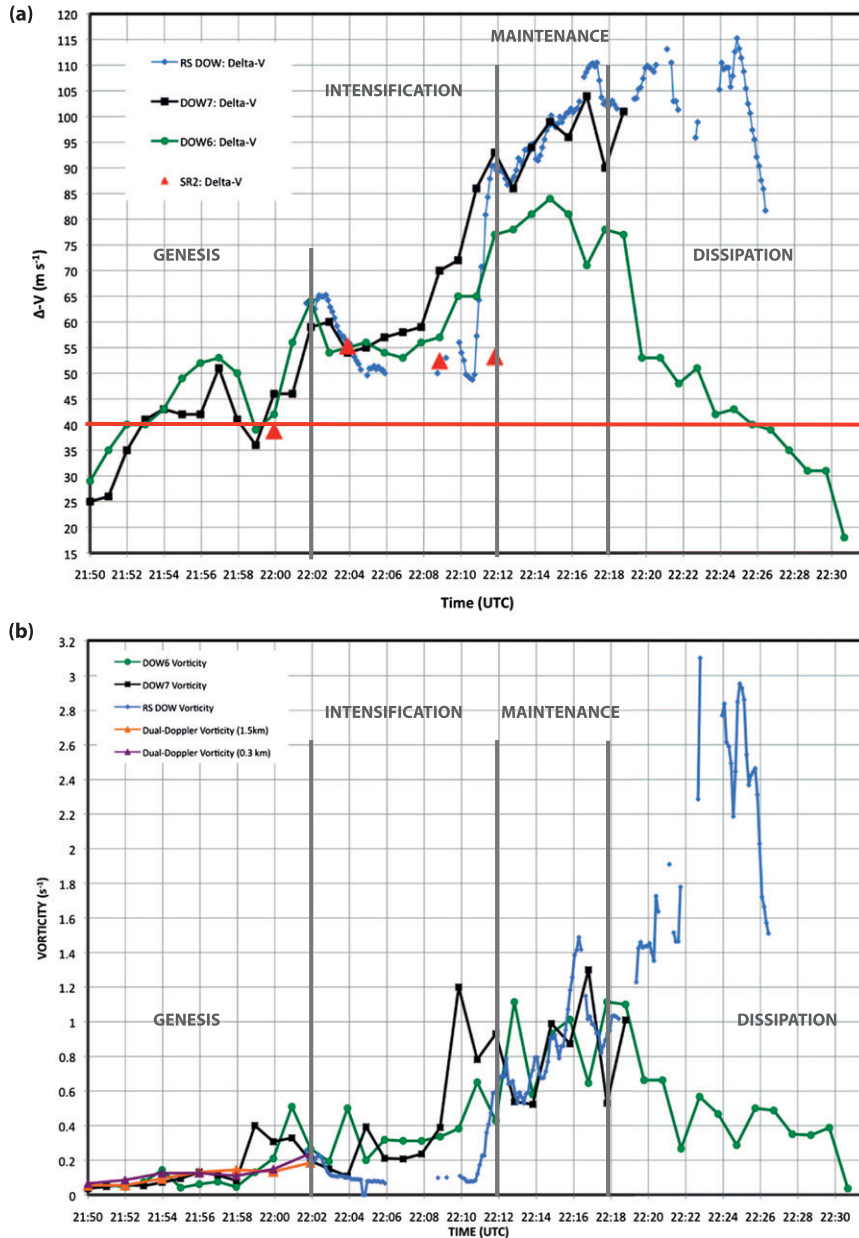 (a)
120
115
110
105
100
95
90
85
80
75
70
65
60
55
50
45
40
35
30
25
20
15
Δ-V (m s⁻¹)
RS DOW: Delta-V
DOW7: Delta-V
DOW6: Delta-V
SR2: Delta-V
GENESIS
INTENSIFICATION
MAINTENANCE
DISSIPATION
21:50 21:52 21:54 21:56 21:58 22:00 22:02 22:04 22:06 22:08 22:10 22:12 22:14 22:16 22:18 22:20 22:22 22:24 22:26 22:28 22:30
Time (UTC)
(b)
3.2
3
2.8
2.6
2.4
2.2
2
1.8
1.6
1.4
1.2
1
0.8
0.6
0.4
0.2
0
VORTICITY (s⁻¹)
DOW6 Vorticity
DOW7 Vorticity
RS DOW Vorticity
Dual-Doppler Vorticity (1.5km)
Dual-Doppler Vorticity (0.3 km)
INTENSIFICATION
MAINTENANCE
GENESIS
DISSIPATION
21:50 21:52 21:54 21:56 21:58 22:00 22:02 22:04 22:06 22:08 22:10 22:12 22:14 22:16 22:18 22:20 22:22 22:24 22:26 22:28 22:30
TIME (UTC)